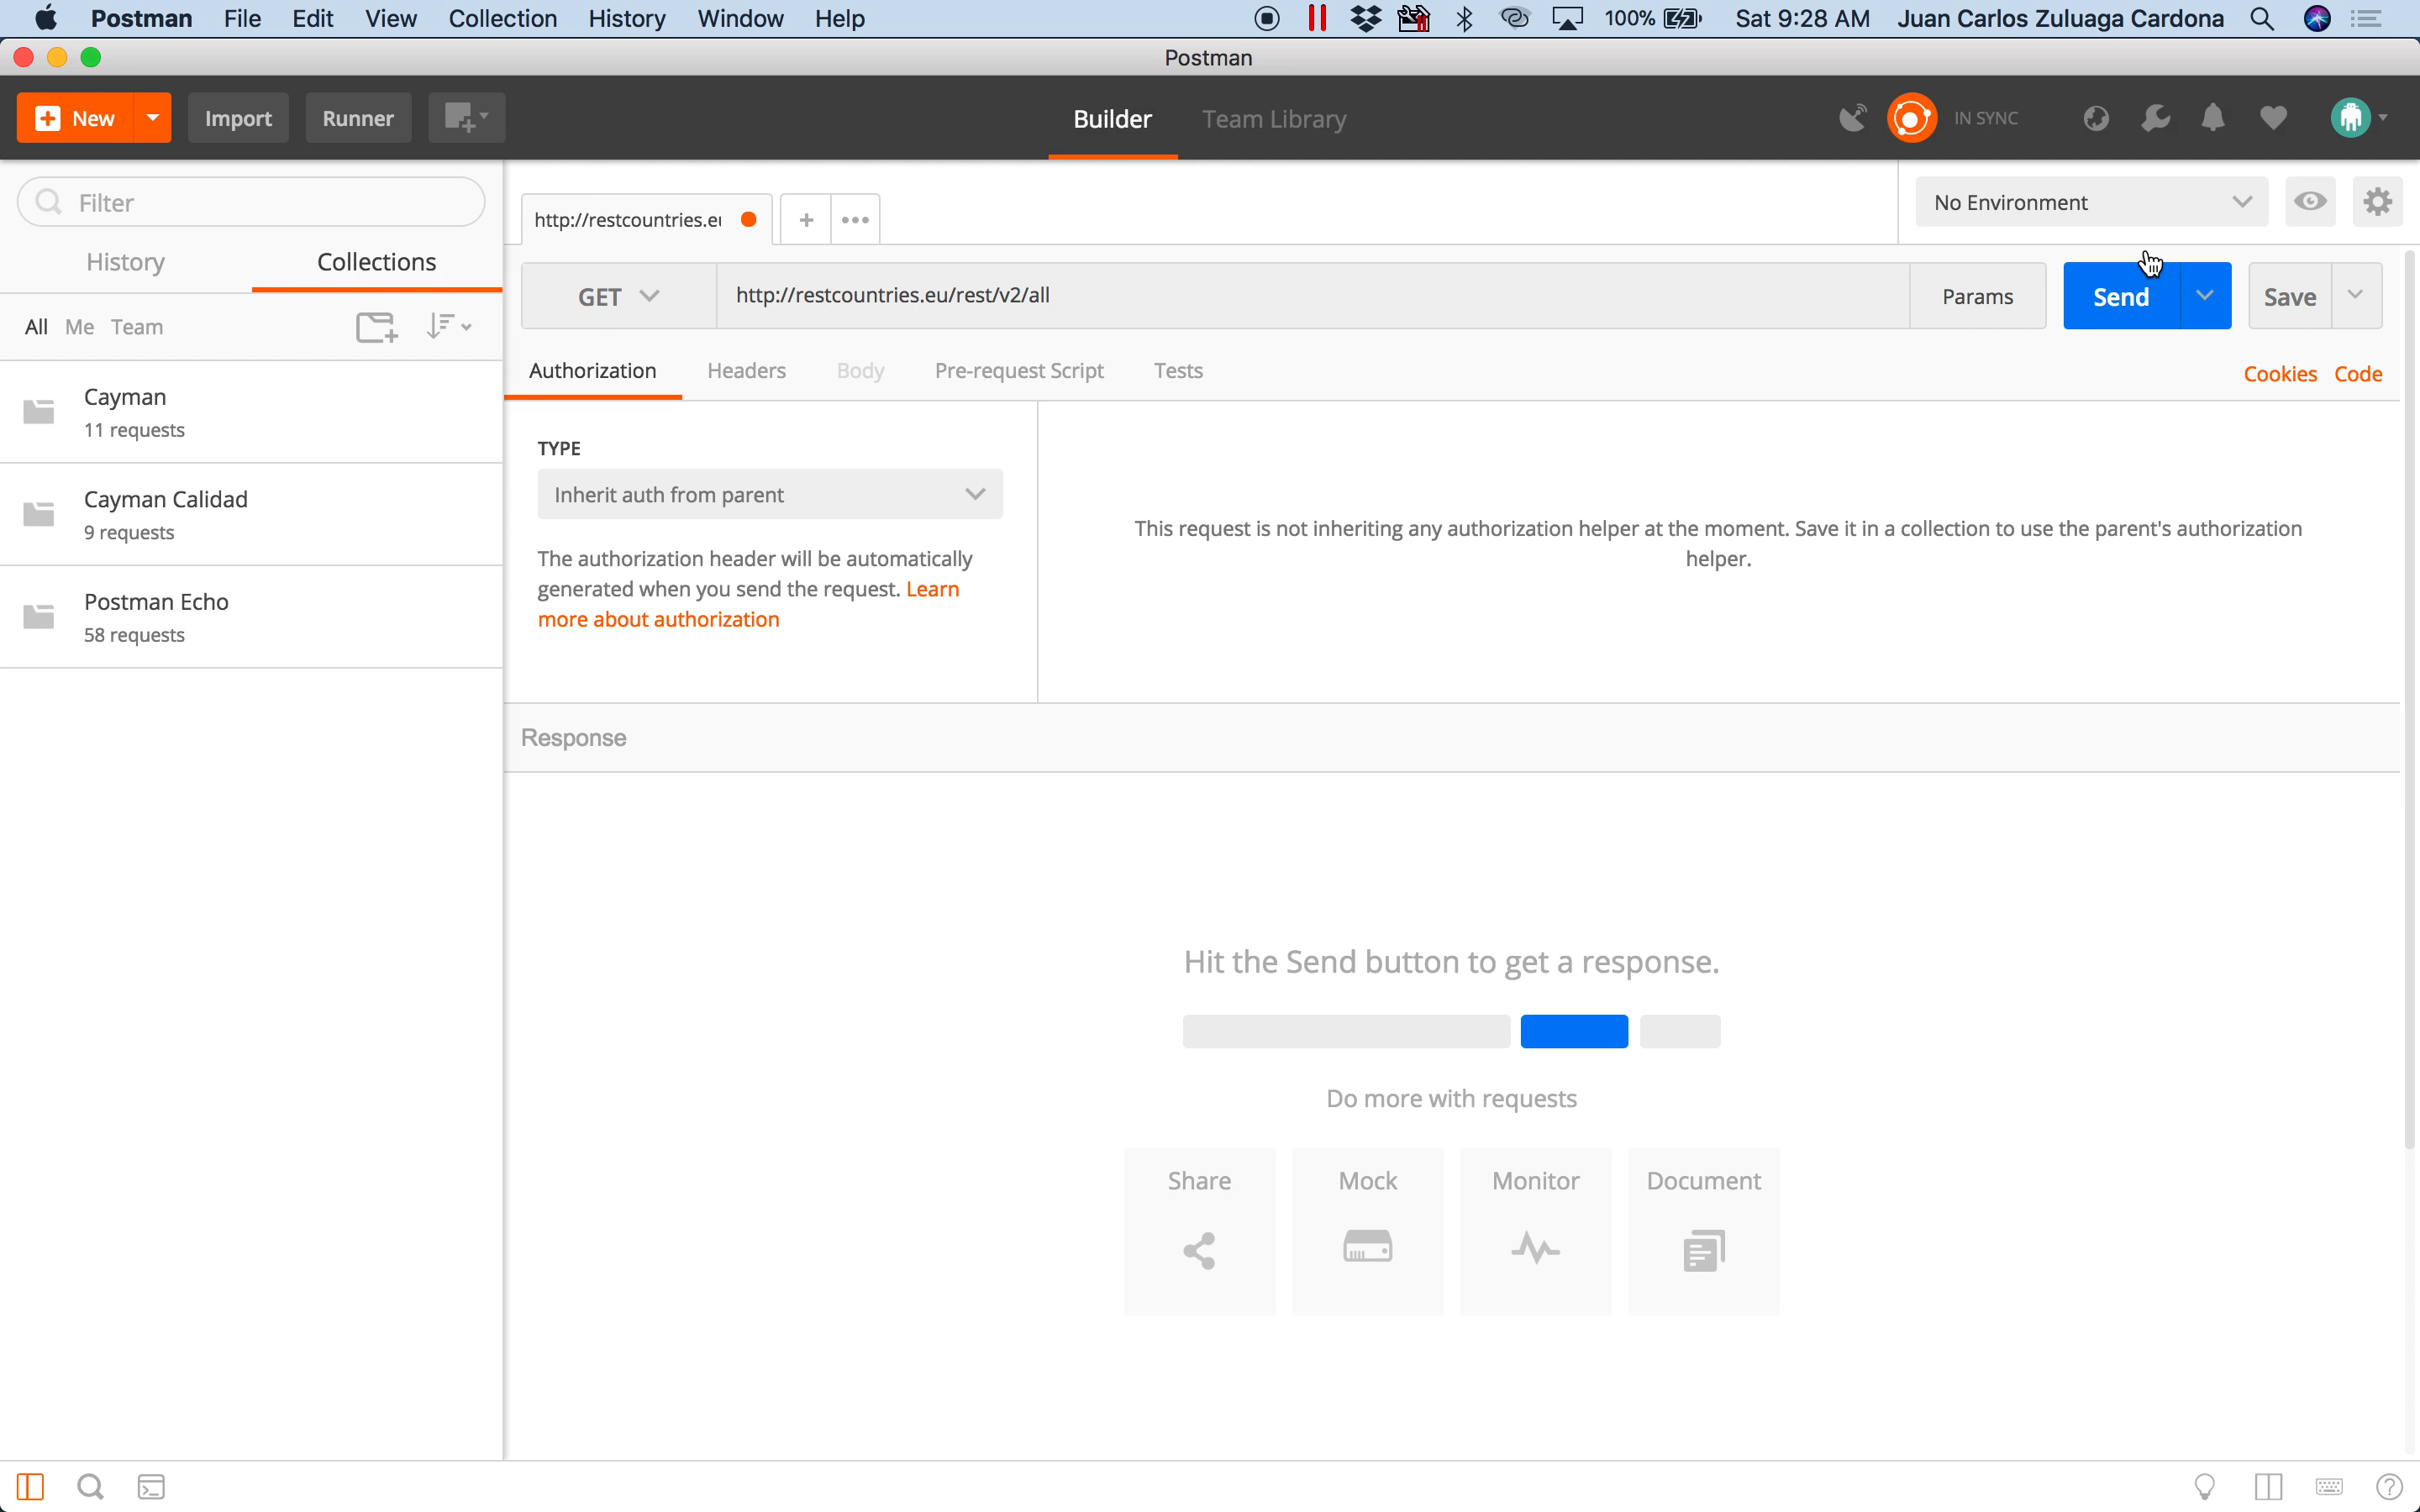 Postman File Edit View Collection History Window Help 100% Sat 9:28 AM Juan Carlos Zuluaga Cardona
Postman
New Import Runner Builder Team Library IN SYNC
Filter
http://restcountries.eu
No Environment
History Collections
GET http://restcountries.eu/rest/v2/all Params Send Save
All Me Team
Authorization Headers Body Pre-request Script Tests Cookies Code
Cayman
11 requests
Cayman Calidad
9 requests
Postman Echo
58 requests
TYPE
Inherit auth from parent
The authorization header will be automatically
generated when you send the request. Learn
more about authorization
This request is not inheriting any authorization helper at the moment. Save it in a collection to use the parent's authorization
helper.
Response
Hit the Send button to get a response.
Do more with requests
Share Mock Monitor Document